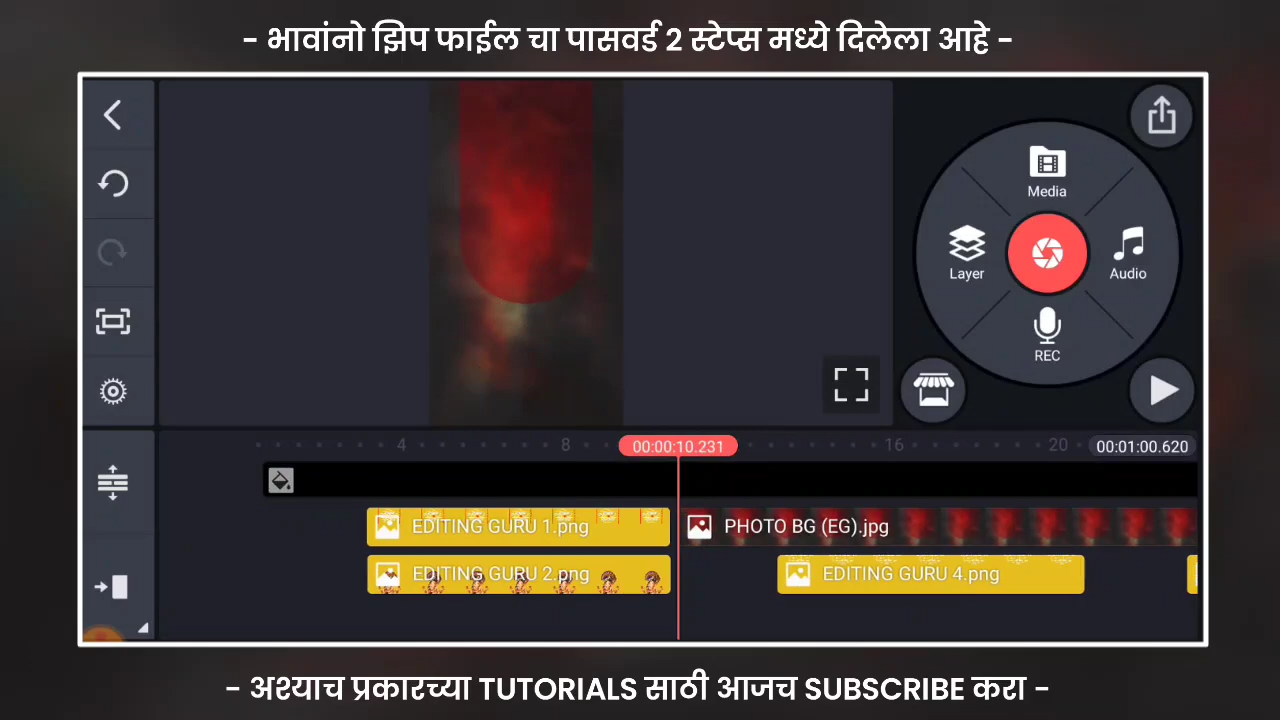 - भावांनो झिप फाईल चा पासवर्ड 2 स्टेप्स मध्ये दिलेला आहे -
Media
Layer
Audio
REC
4
8
00:00:10.231
16
20
00:01:00.620
EDITING GURU 1.png
PHOTO BG (EG).jpg
EDITING GURU 2.png
EDITING GURU 4.png
- अश्याच प्रकारच्या TUTORIALS साठी आजच SUBSCRIBE करा -